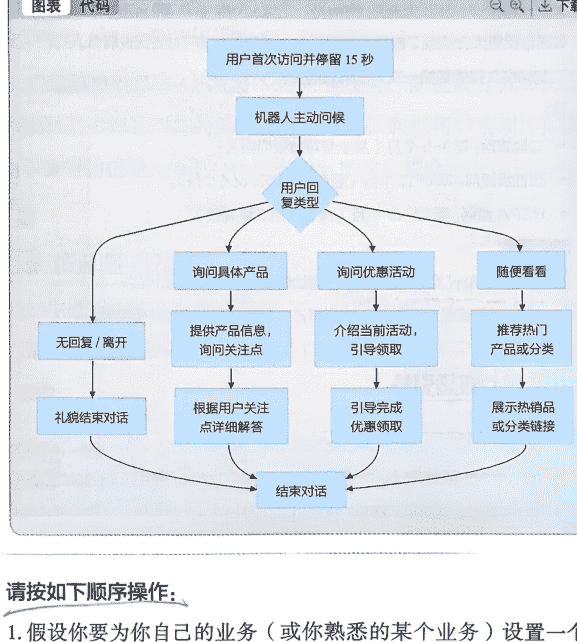 图表 代码
用户首次访问并停留 15 秒
机器人主动问候
用户回
复类型
询问具体产品
询问优惠活动
随便看看
无回复 / 离开
提供产品信息，
询问关注点
介绍当前活动，
引导领取
推荐热门
产品或分类
礼貌结束对话
根据用户关注
点详细解答
引导完成
优惠领取
展示热销品
或分类链接
结束对话
请按如下顺序操作：
1. 假设你要为你自己的业务（或你熟悉的某个业务）设置一